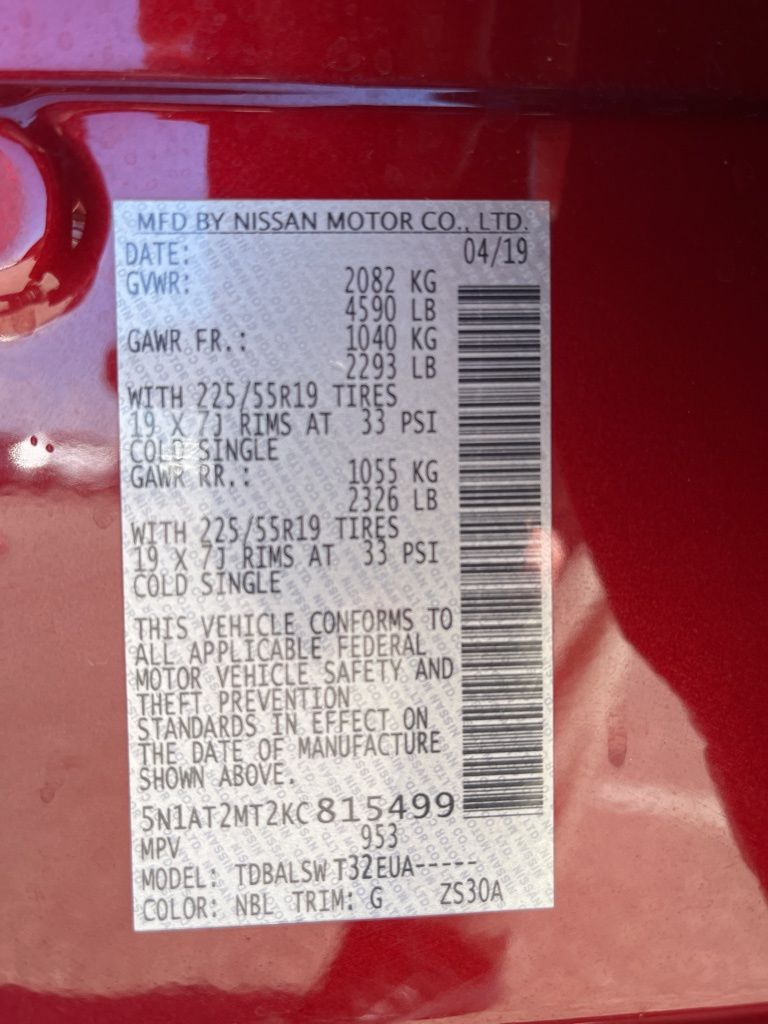 MFD BY NISSAN MOTOR CO., LTD.
DATE: 04/19
GVWR: 2082 KG
4590 LB
GAWR FR.: 1040 KG
2293 LB
WITH 225/55R19 TIRES
19 X 7J RIMS AT 33 PSI
COLD SINGLE
GAWR RR.: 1055 KG
2326 LB
WITH 225/55R19 TIRES
19 X 7J RIMS AT 33 PSI
COLD SINGLE
THIS VEHICLE CONFORMS TO
ALL APPLICABLE FEDERAL
MOTOR VEHICLE SAFETY AND
THEFT PREVENTION
STANDARDS IN EFFECT ON
THE DATE OF MANUFACTURE
SHOWN ABOVE.
5N1AT2MT2KC815499
MPV 953
MODEL: TDBALSW T32EUA-----
COLOR: NBL TRIM: G ZS30A